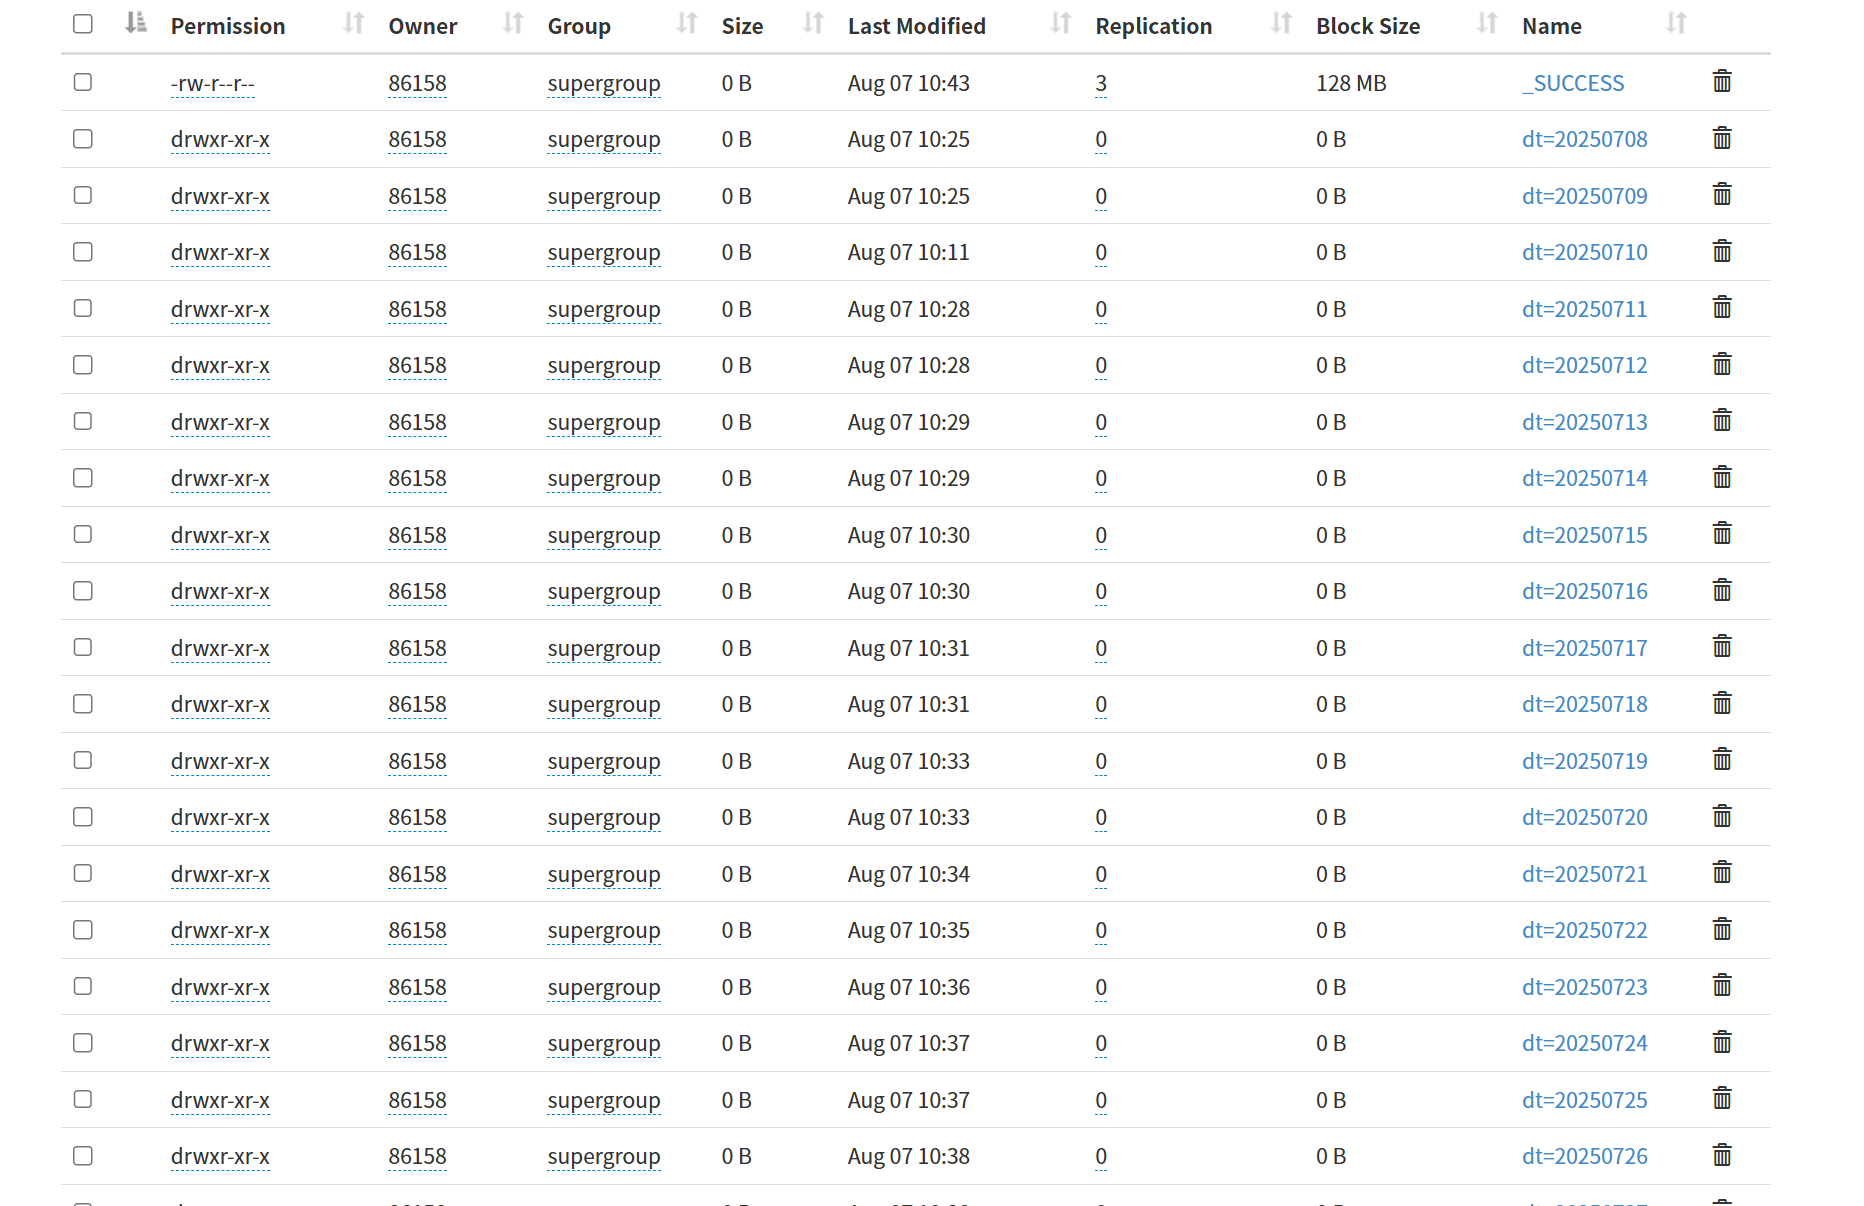 Permission Owner Group Size Last Modified Replication Block Size Name
-rw-r--r-- 86158 supergroup 0 B Aug 07 10:43 3 128 MB _SUCCESS
drwxr-xr-x 86158 supergroup 0 B Aug 07 10:25 0 0 B dt=20250708
drwxr-xr-x 86158 supergroup 0 B Aug 07 10:25 0 0 B dt=20250709
drwxr-xr-x 86158 supergroup 0 B Aug 07 10:11 0 0 B dt=20250710
drwxr-xr-x 86158 supergroup 0 B Aug 07 10:28 0 0 B dt=20250711
drwxr-xr-x 86158 supergroup 0 B Aug 07 10:28 0 0 B dt=20250712
drwxr-xr-x 86158 supergroup 0 B Aug 07 10:29 0 0 B dt=20250713
drwxr-xr-x 86158 supergroup 0 B Aug 07 10:29 0 0 B dt=20250714
drwxr-xr-x 86158 supergroup 0 B Aug 07 10:30 0 0 B dt=20250715
drwxr-xr-x 86158 supergroup 0 B Aug 07 10:30 0 0 B dt=20250716
drwxr-xr-x 86158 supergroup 0 B Aug 07 10:31 0 0 B dt=20250717
drwxr-xr-x 86158 supergroup 0 B Aug 07 10:31 0 0 B dt=20250718
drwxr-xr-x 86158 supergroup 0 B Aug 07 10:33 0 0 B dt=20250719
drwxr-xr-x 86158 supergroup 0 B Aug 07 10:33 0 0 B dt=20250720
drwxr-xr-x 86158 supergroup 0 B Aug 07 10:34 0 0 B dt=20250721
drwxr-xr-x 86158 supergroup 0 B Aug 07 10:35 0 0 B dt=20250722
drwxr-xr-x 86158 supergroup 0 B Aug 07 10:36 0 0 B dt=20250723
drwxr-xr-x 86158 supergroup 0 B Aug 07 10:37 0 0 B dt=20250724
drwxr-xr-x 86158 supergroup 0 B Aug 07 10:37 0 0 B dt=20250725
drwxr-xr-x 86158 supergroup 0 B Aug 07 10:38 0 0 B dt=20250726